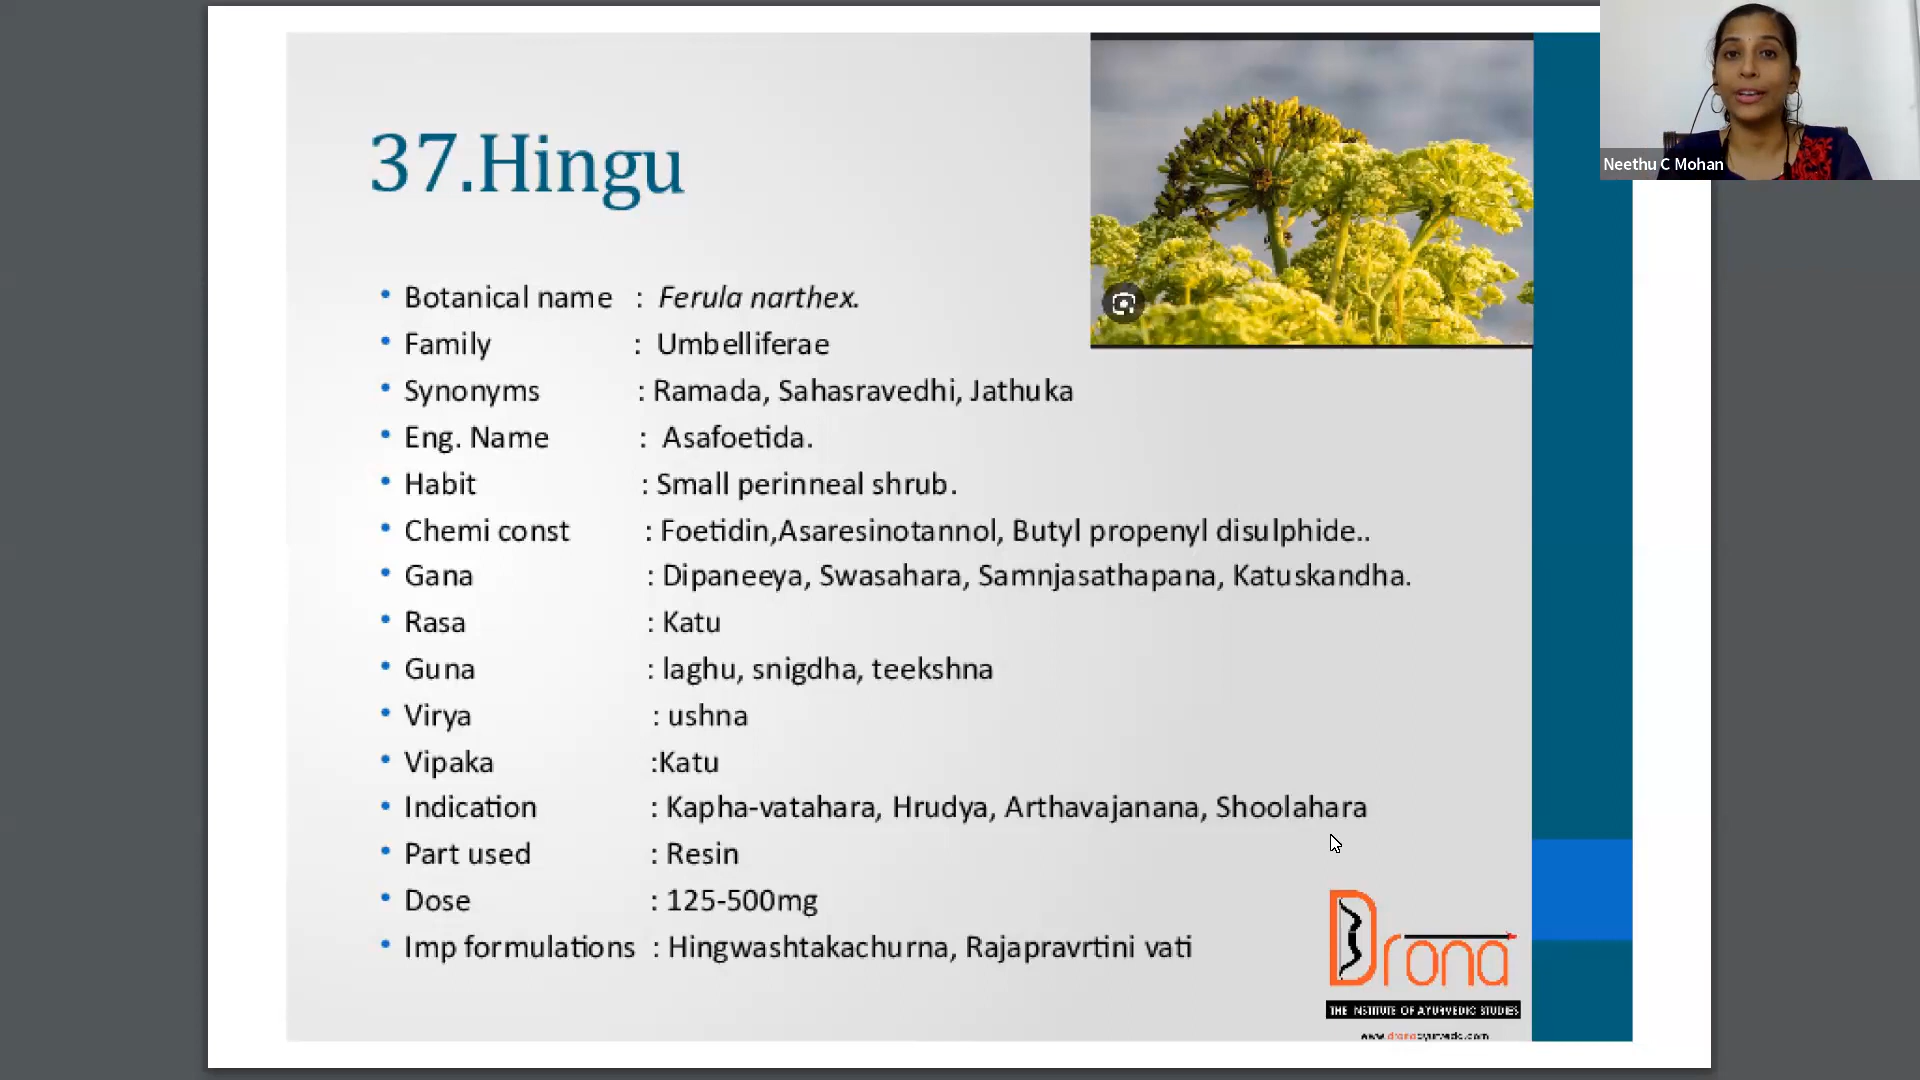 37.Hingu
Neethu C Mohan
• Botanical name : Ferula narthex.
• Family : Umbelliferae
• Synonyms : Ramada, Sahasravedhi, Jathuka
• Eng. Name : Asafoetida.
• Habit : Small perinneal shrub.
• Chemi const : Foetidin,Asaresinotannol, Butyl propenyl disulphide..
• Gana : Dipaneeya, Swasahara, Samnjasathapana, Katuskandha.
• Rasa : Katu
• Guna : laghu, snigdha, teekshna
• Virya : ushna
• Vipaka :Katu
• Indication : Kapha-vatahara, Hrudya, Arthavajanana, Shoolahara
• Part used : Resin
• Dose : 125-500mg
• Imp formulations : Hingwashtakachurna, Rajapravrtini vati
Drona
THE INSTITUTE OF AYURVEDIC STUDIES
www.dronaayurveda.com